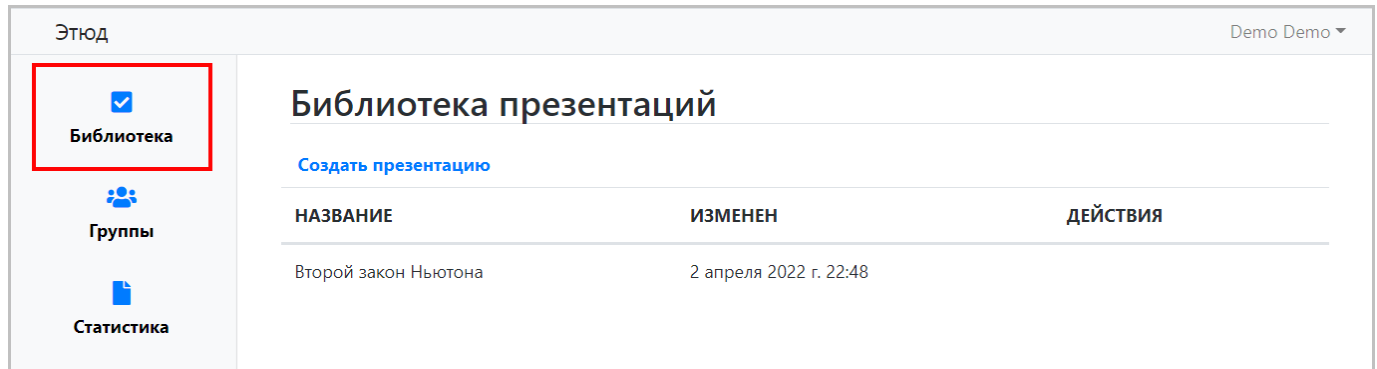 Этюд
Demo Demo
Библиотека
Группы
Статистика
Библиотека презентаций
Создать презентацию
НАЗВАНИЕ ИЗМЕНЕН ДЕЙСТВИЯ
Второй закон Ньютона 2 апреля 2022 г. 22:48